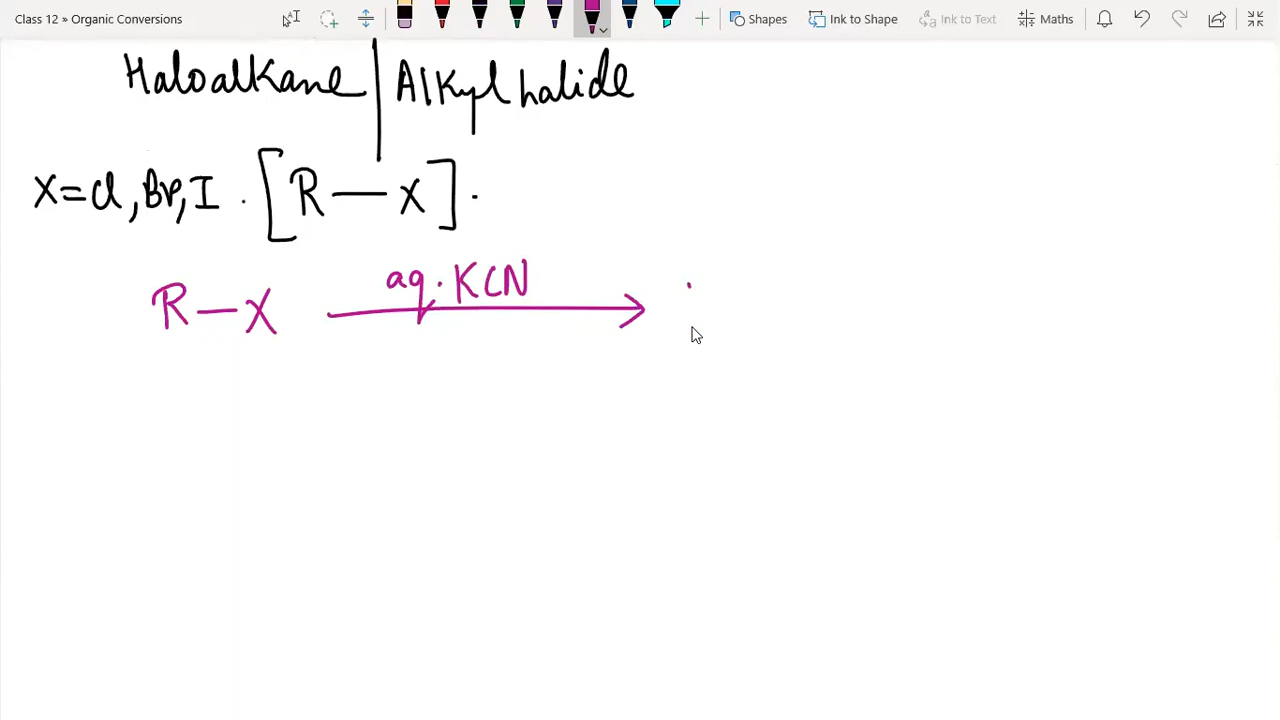 Class 12 » Organic Conversions
Shapes
Ink to Shape
Ink to Text
Maths
Haloalkane | Alkyl halide
X=Cl, Br, I . [R—X] .
R—X aq. KCN →